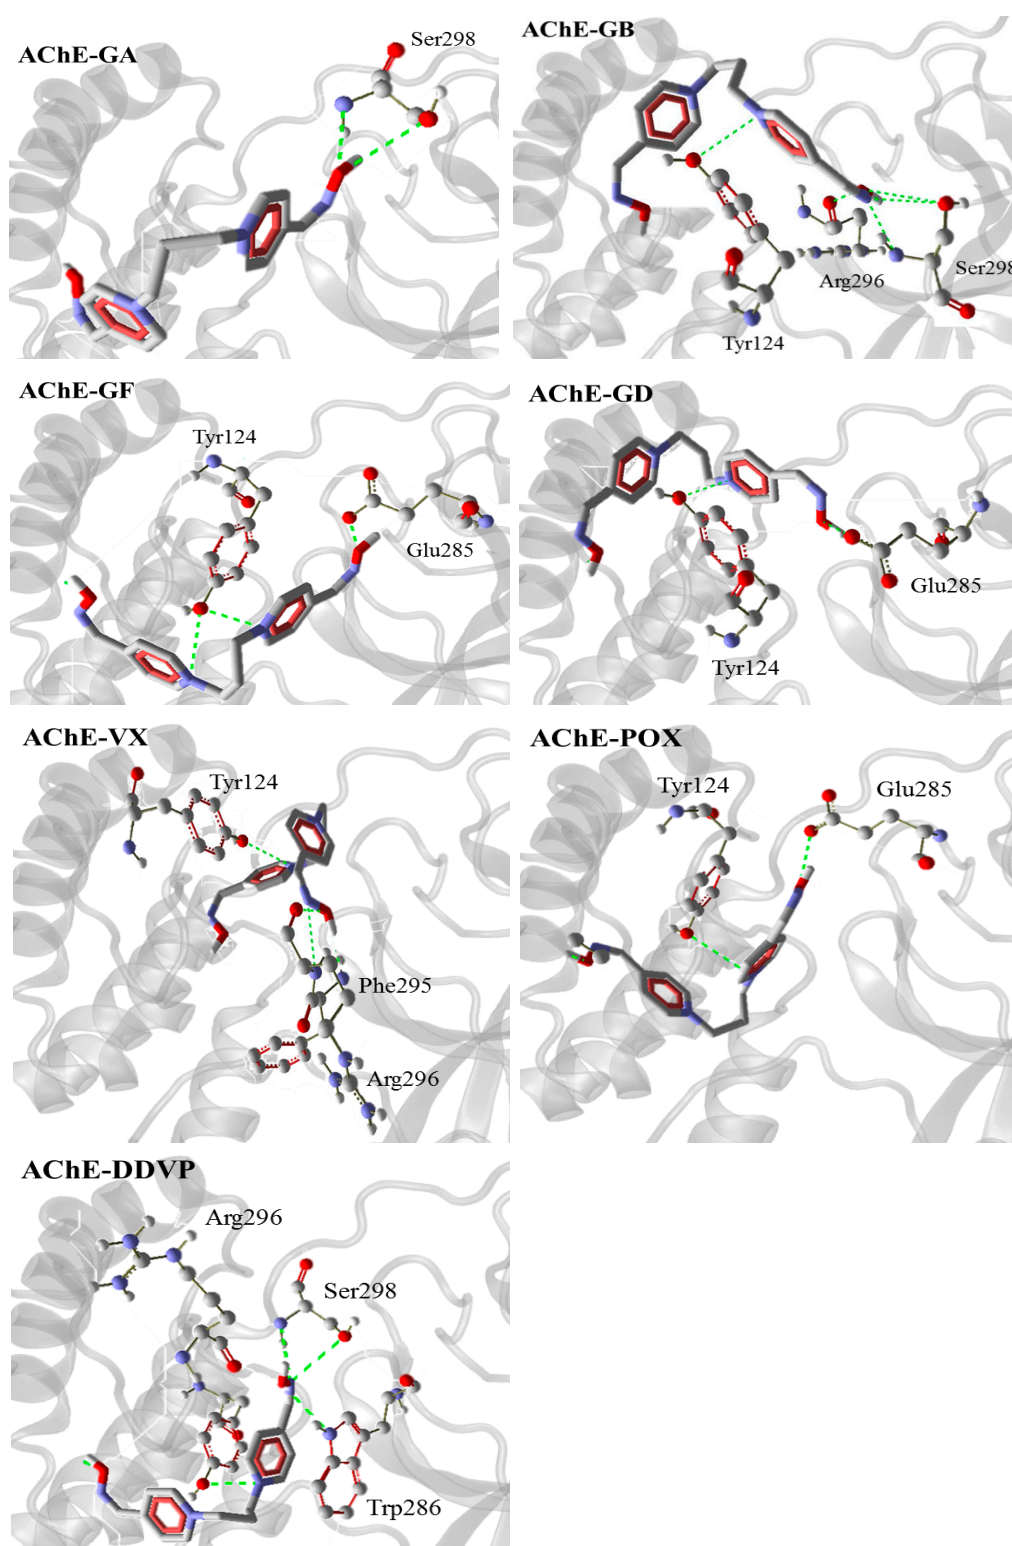 AChE-GA
Ser298
AChE-GB
Arg296
Ser298
Tyr124
AChE-GF
Tyr124
Glu285
AChE-GD
Glu285
Tyr124
AChE-VX
Tyr124
Phe295
Arg296
AChE-POX
Tyr124
Glu285
AChE-DDVP
Arg296
Ser298
Trp286